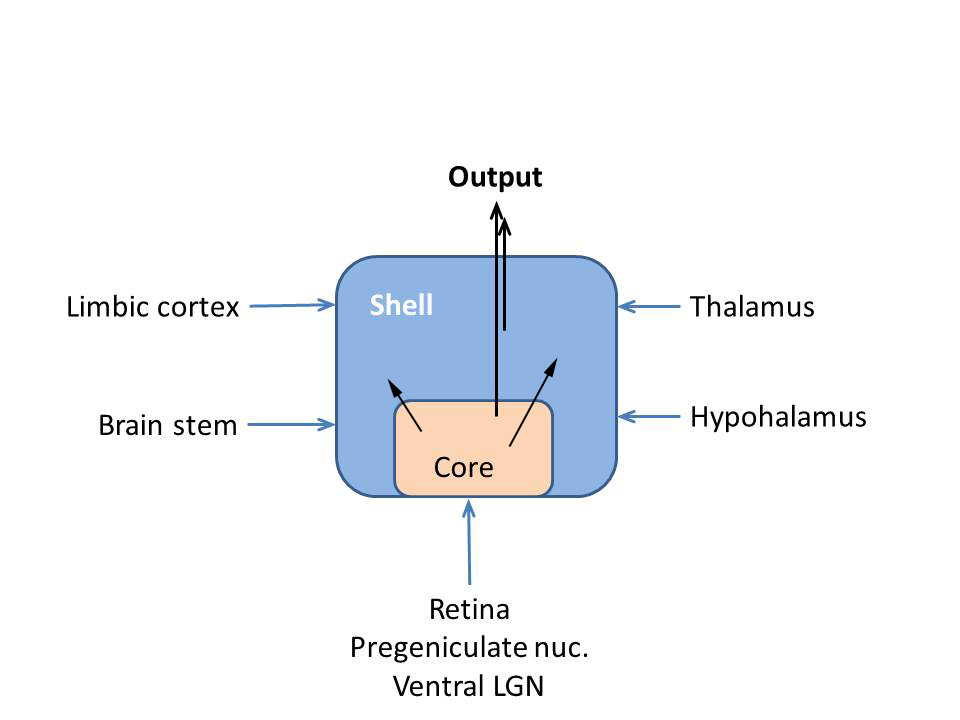 Output
Shell
Limbic cortex
Thalamus
Brain stem
Hypohalamus
Core
Retina
Pregeniculate nuc.
Ventral LGN